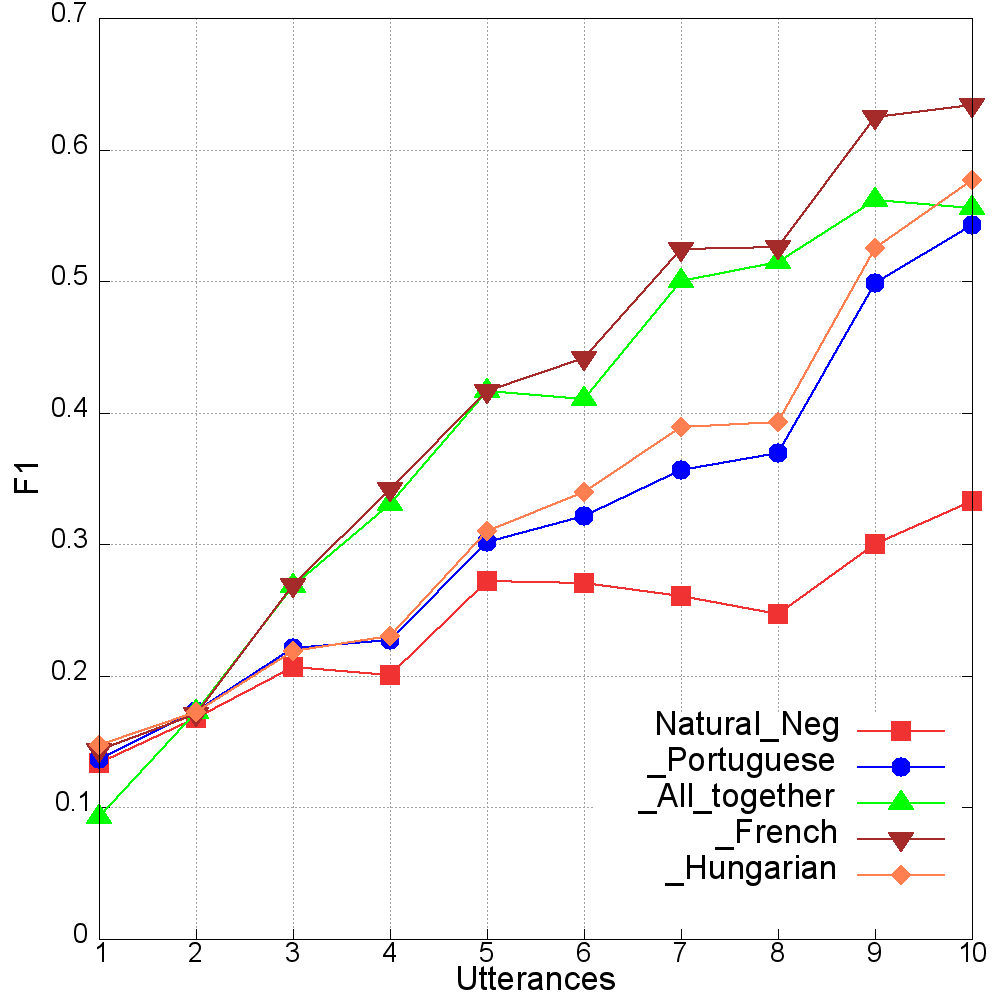 0.7
0.6
0.5
0.4
0.3
0.2
0.1
0
F1
Natural_Neg
_Portuguese
_All_together
_French
_Hungarian
1 2 3 4 5 6 7 8 9 10
Utterances